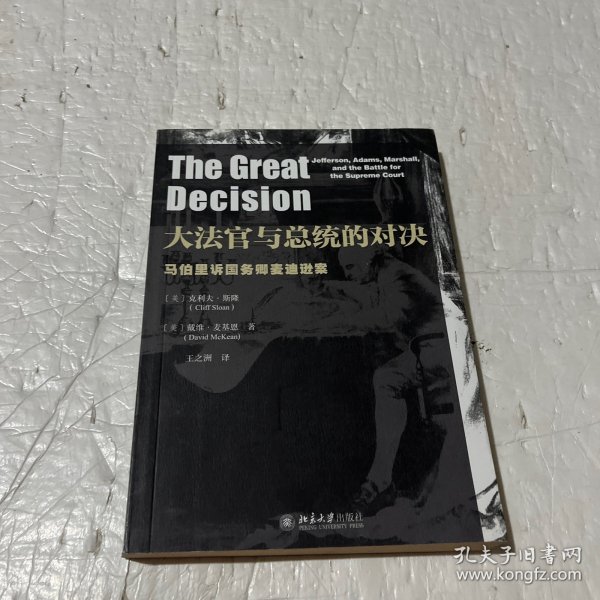 The Great
Decision
Jefferson, Adams, Marshall,
and the Battle for
the Supreme Court
大法官与总统的对决
马伯里诉国务卿麦迪逊案
［美］克利夫·斯隆
（Cliff Sloan）
［美］戴维·麦基恩 著
（David McKean）
王之洲 译
北京大学出版社
PEKING UNIVERSITY PRESS
孔夫子旧书网
www.kongfz.com